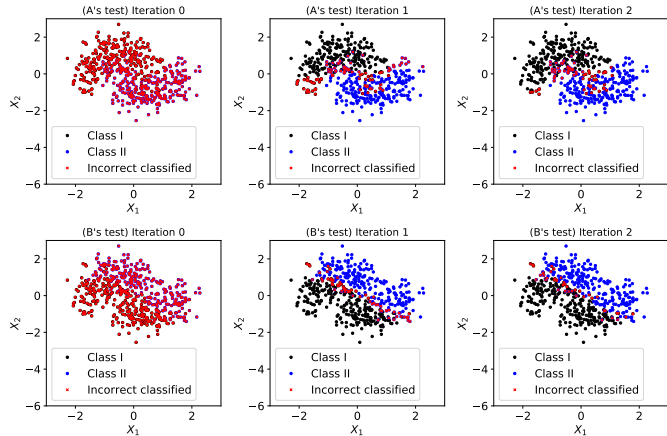 (A's test) Iteration 0
(A's test) Iteration 1
(A's test) Iteration 2
X₂
2
0
−2
−4
−6
Class I
Class II
Incorrect classified
−2
0
2
X₁
X₂
2
0
−2
−4
−6
Class I
Class II
Incorrect classified
−2
0
2
X₁
X₂
2
0
−2
−4
−6
Class I
Class II
Incorrect classified
−2
0
2
X₁
(B's test) Iteration 0
(B's test) Iteration 1
(B's test) Iteration 2
X₂
2
0
−2
−4
−6
Class I
Class II
Incorrect classified
−2
0
2
X₁
X₂
2
0
−2
−4
−6
Class I
Class II
Incorrect classified
−2
0
2
X₁
X₂
2
0
−2
−4
−6
Class I
Class II
Incorrect classified
−2
0
2
X₁